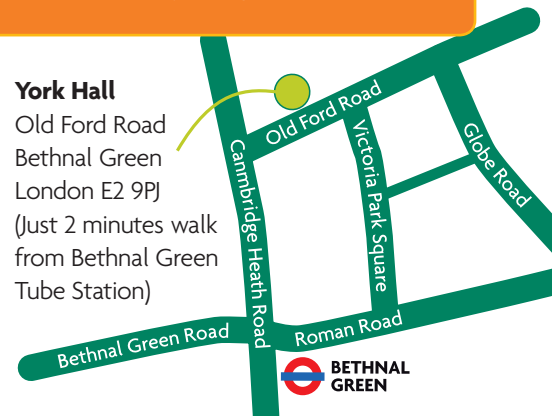 York Hall
Old Ford Road
Bethnal Green
London E2 9PJ
(Just 2 minutes walk
from Bethnal Green
Tube Station)
Old Ford Road
Canmbridge Heath Road
Victoria Park Square
Globe Road
Bethnal Green Road
Roman Road
BETHNAL
GREEN